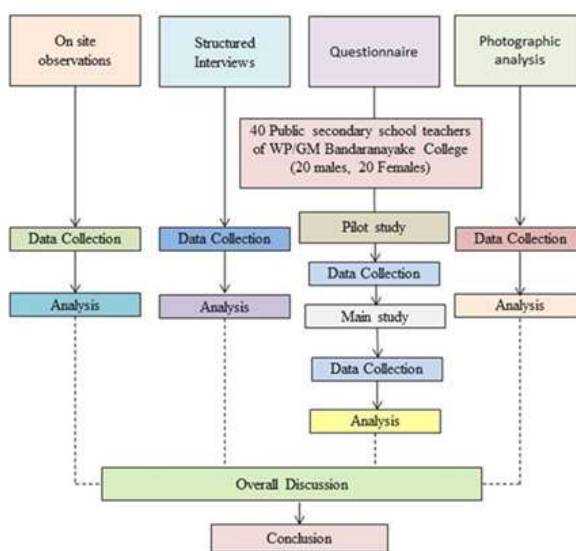 On site
observations
Structured
Interviews
Questionnaire
Photographic
analysis
40 Public secondary school teachers
of WP/GM Bandaranayake College
(20 males, 20 Females)
Pilot study
Data Collection
Data Collection
Data Collection
Data Collection
Analysis
Analysis
Main study
Analysis
Data Collection
Analysis
Overall Discussion
Conclusion